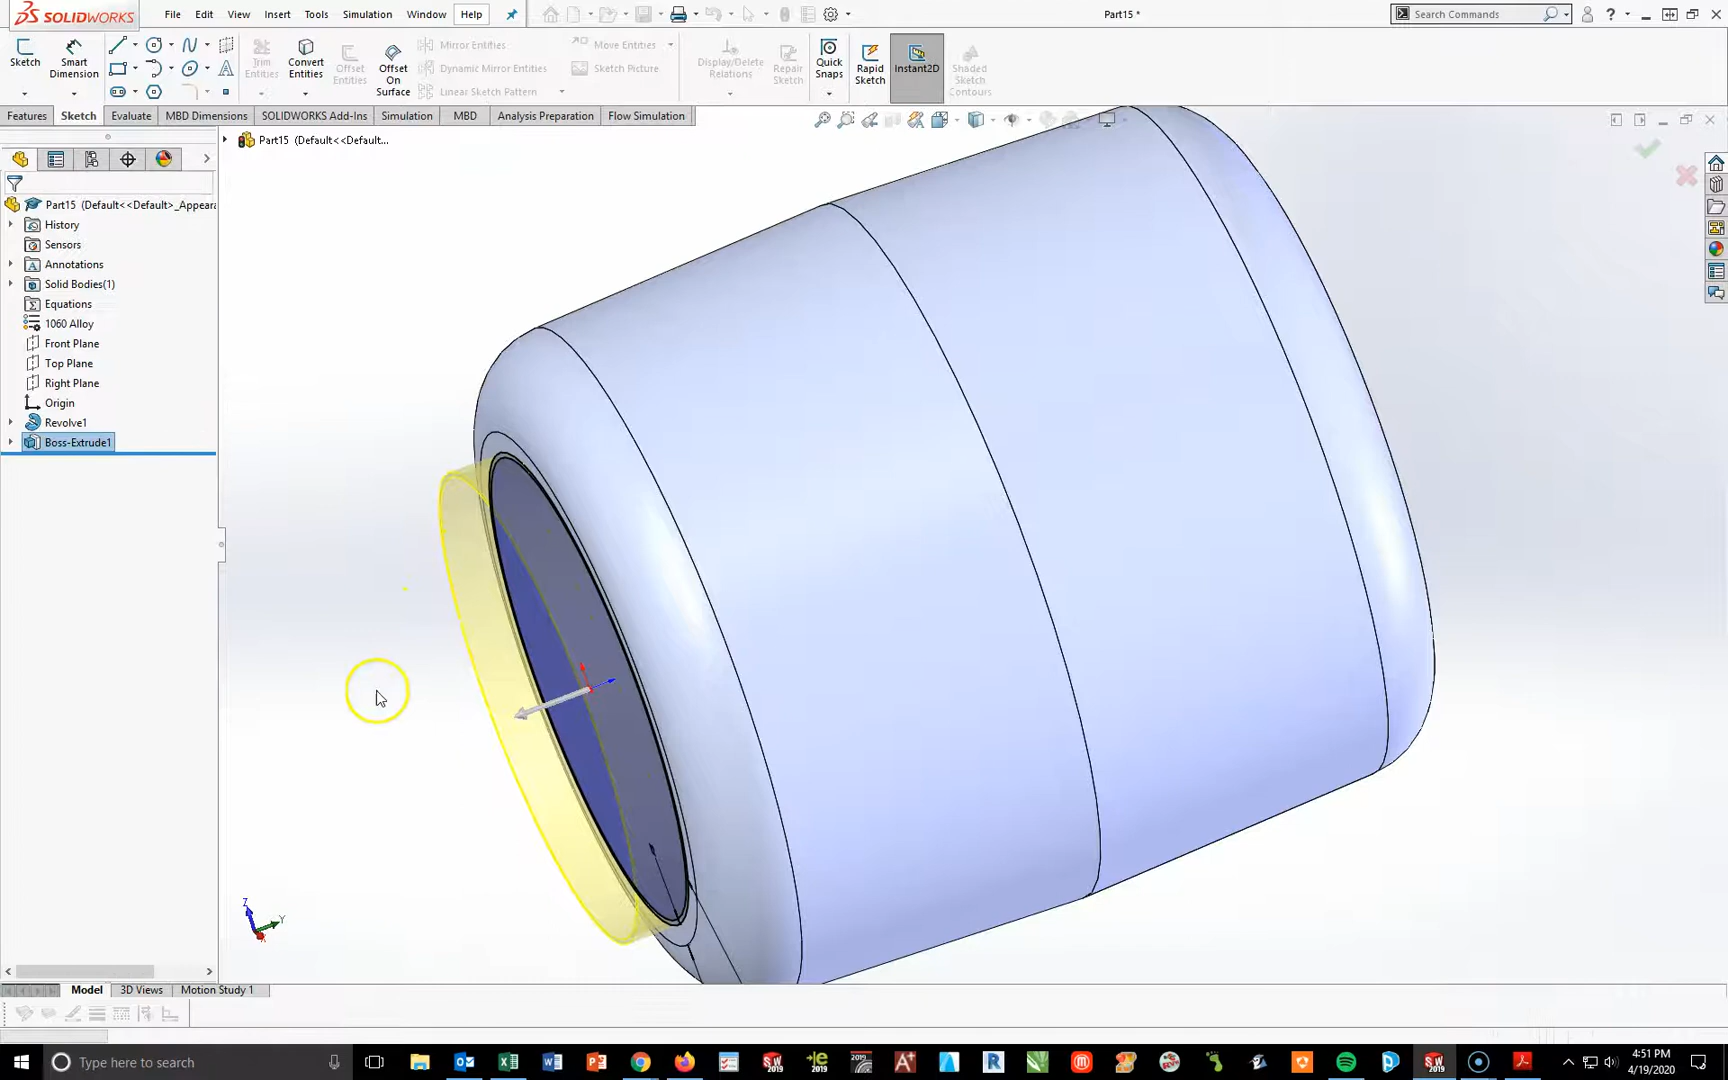 SOLIDWORKS File Edit View Insert Tools Simulation Window Help Part15 * Search Commands ?
Sketch Smart Dimension Trim Entities Convert Entities Offset Entities Offset On Surface Mirror Entities Dynamic Mirror Entities Linear Sketch Pattern Move Entities Sketch Picture Display/Delete Relations Repair Sketch Quick Snaps Rapid Sketch Instant2D Shaded Sketch Contours
Features Sketch Evaluate MBD Dimensions SOLIDWORKS Add-Ins Simulation MBD Analysis Preparation Flow Simulation
Part15 (Default<<Default...
Part15 (Default<<Default>_Appeara
History
Sensors
Annotations
Solid Bodies(1)
Equations
1060 Alloy
Front Plane
Top Plane
Right Plane
Origin
Revolve1
Boss-Extrude1
Z
Y
X
Model 3D Views Motion Study 1
Type here to search
4:51 PM
4/19/2020